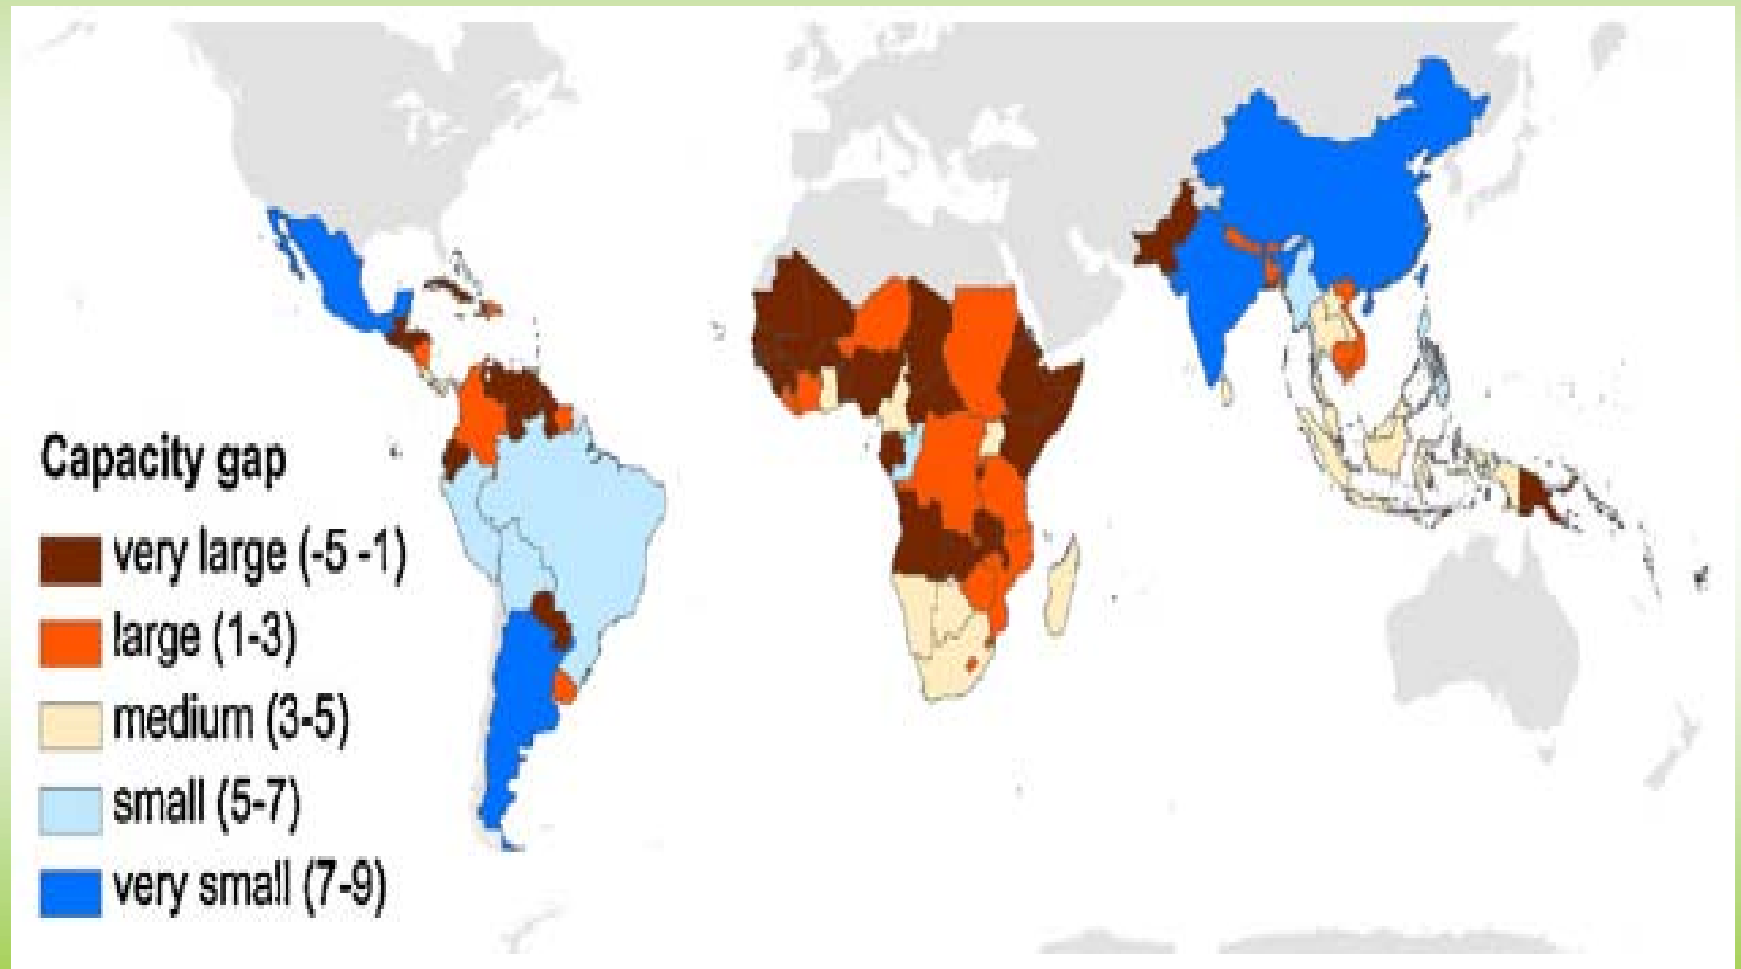 Capacity gap
very large (-5 -1)
large (1-3)
medium (3-5)
small (5-7)
very small (7-9)